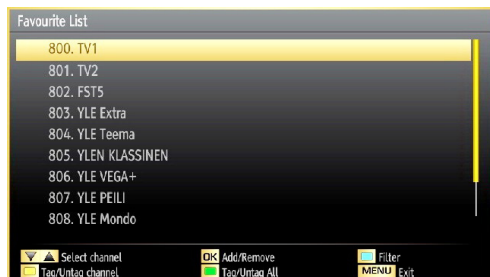 Favourite List
800. TV1
801. TV2
802. FST5
803. YLE Extra
804. YLE Teema
805. YLEN KLASSINEN
806. YLE VEGA+
807. YLE PEILI
808. YLE Mondo
Select channel OK Add/Remove Filter
Tag/Untag channel Tag/Untag All MENU Exit